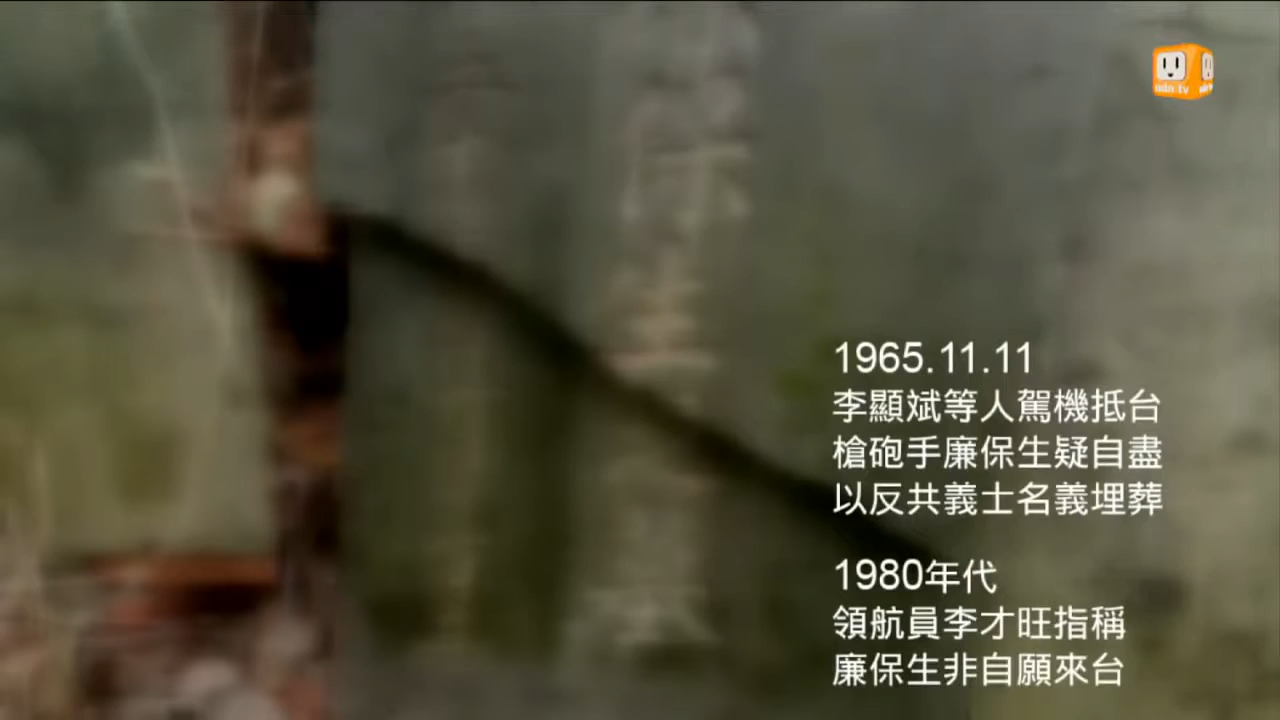 udn tv
1965.11.11
李顯斌等人駕機抵台
槍砲手廉保生疑自盡
以反共義士名義埋葬
1980年代
領航員李才旺指稱
廉保生非自願來台